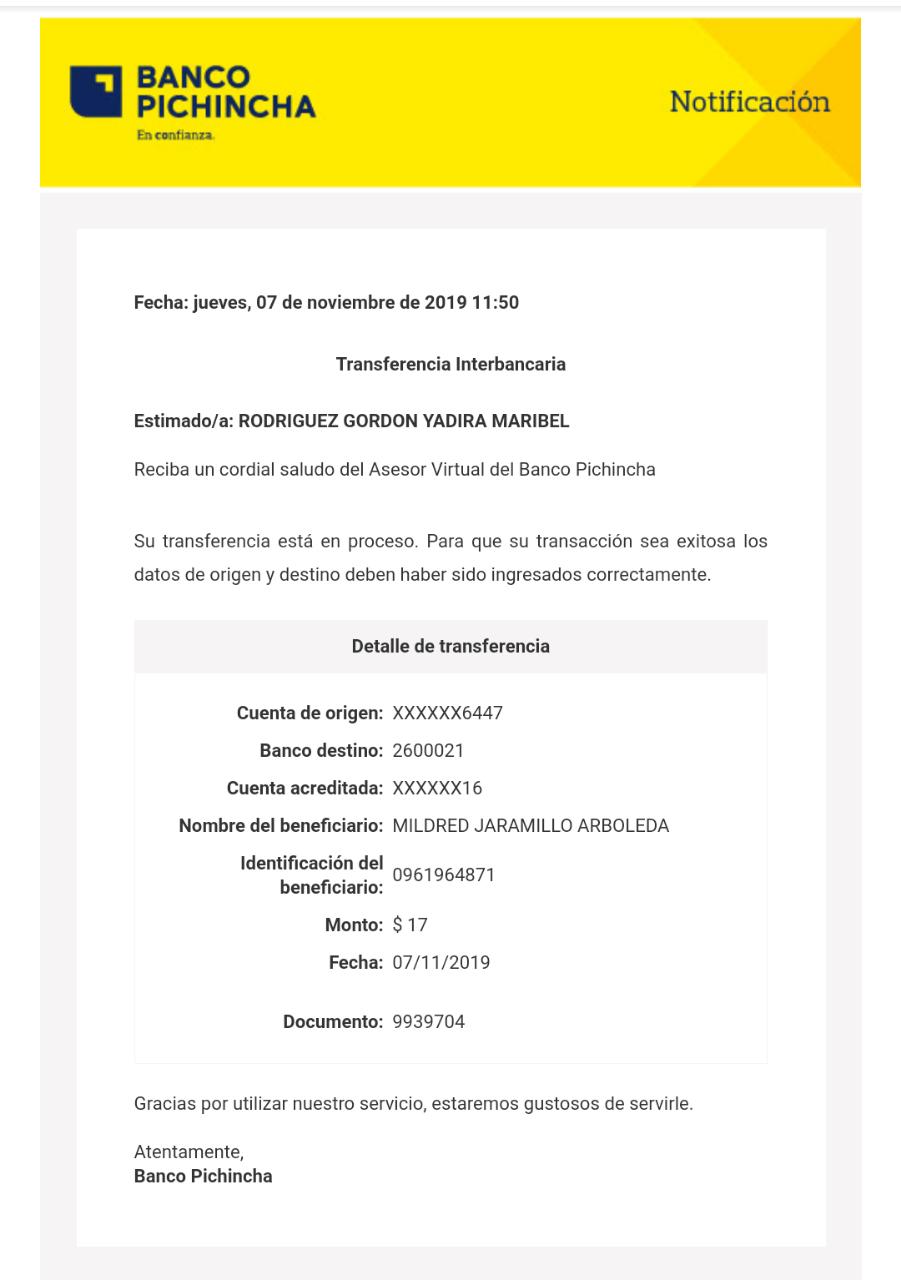 BANCO
PICHINCHA
En confianza.
Notificación
Fecha: jueves, 07 de noviembre de 2019 11:50
Transferencia Interbancaria
Estimado/a: RODRIGUEZ GORDON YADIRA MARIBEL
Reciba un cordial saludo del Asesor Virtual del Banco Pichincha
Su transferencia está en proceso. Para que su transacción sea exitosa los
datos de origen y destino deben haber sido ingresados correctamente.
Detalle de transferencia
Cuenta de origen: XXXXXX6447
Banco destino: 2600021
Cuenta acreditada: XXXXXX16
Nombre del beneficiario: MILDRED JARAMILLO ARBOLEDA
Identificación del
beneficiario: 0961964871
Monto: $ 17
Fecha: 07/11/2019
Documento: 9939704
Gracias por utilizar nuestro servicio, estaremos gustosos de servirle.
Atentamente,
Banco Pichincha